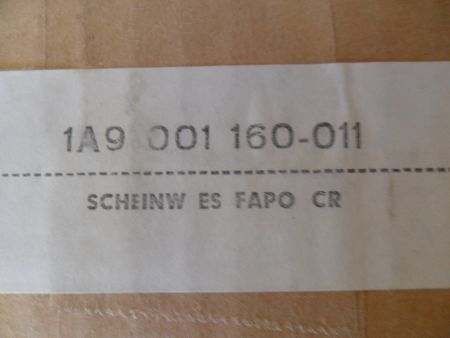 1A9 001 160-011
SCHEINW ES FAPO CR